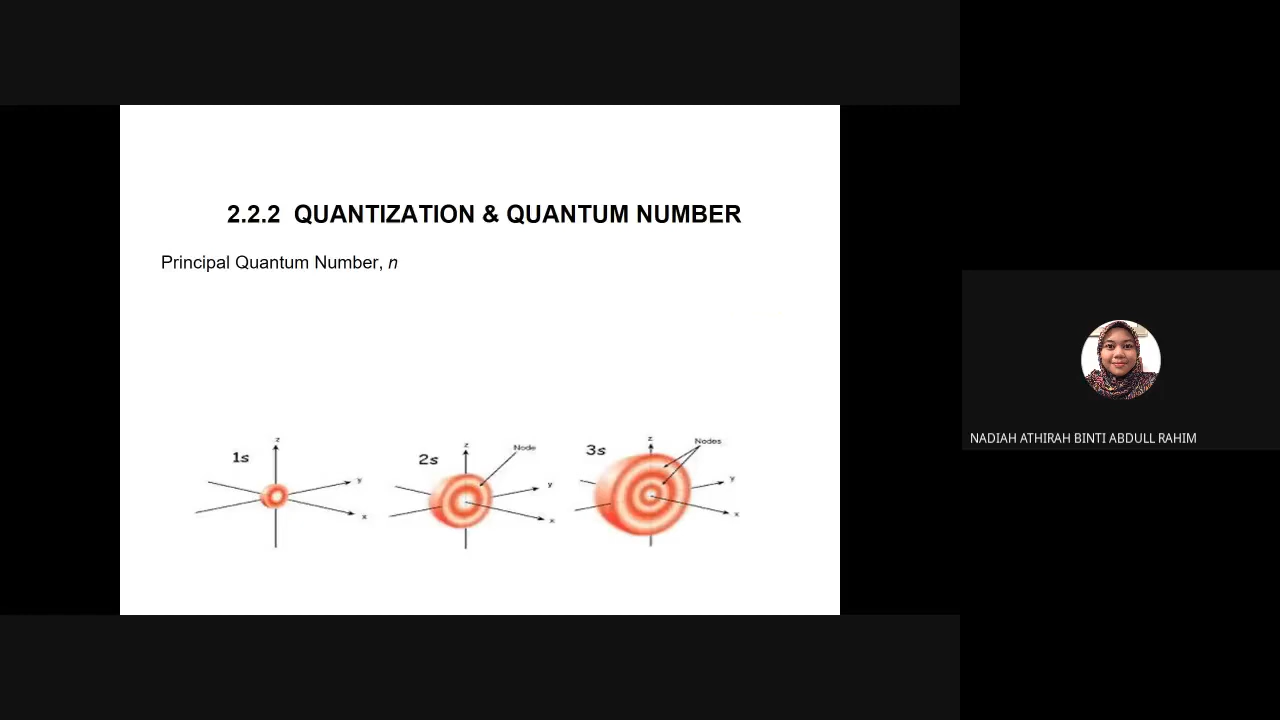 2.2.2 QUANTIZATION & QUANTUM NUMBER
Principal Quantum Number, n
1s
z
y
x
2s
z
Node
y
x
3s
z
Nodes
y
x
NADIAH ATHIRAH BINTI ABDULL RAHIM